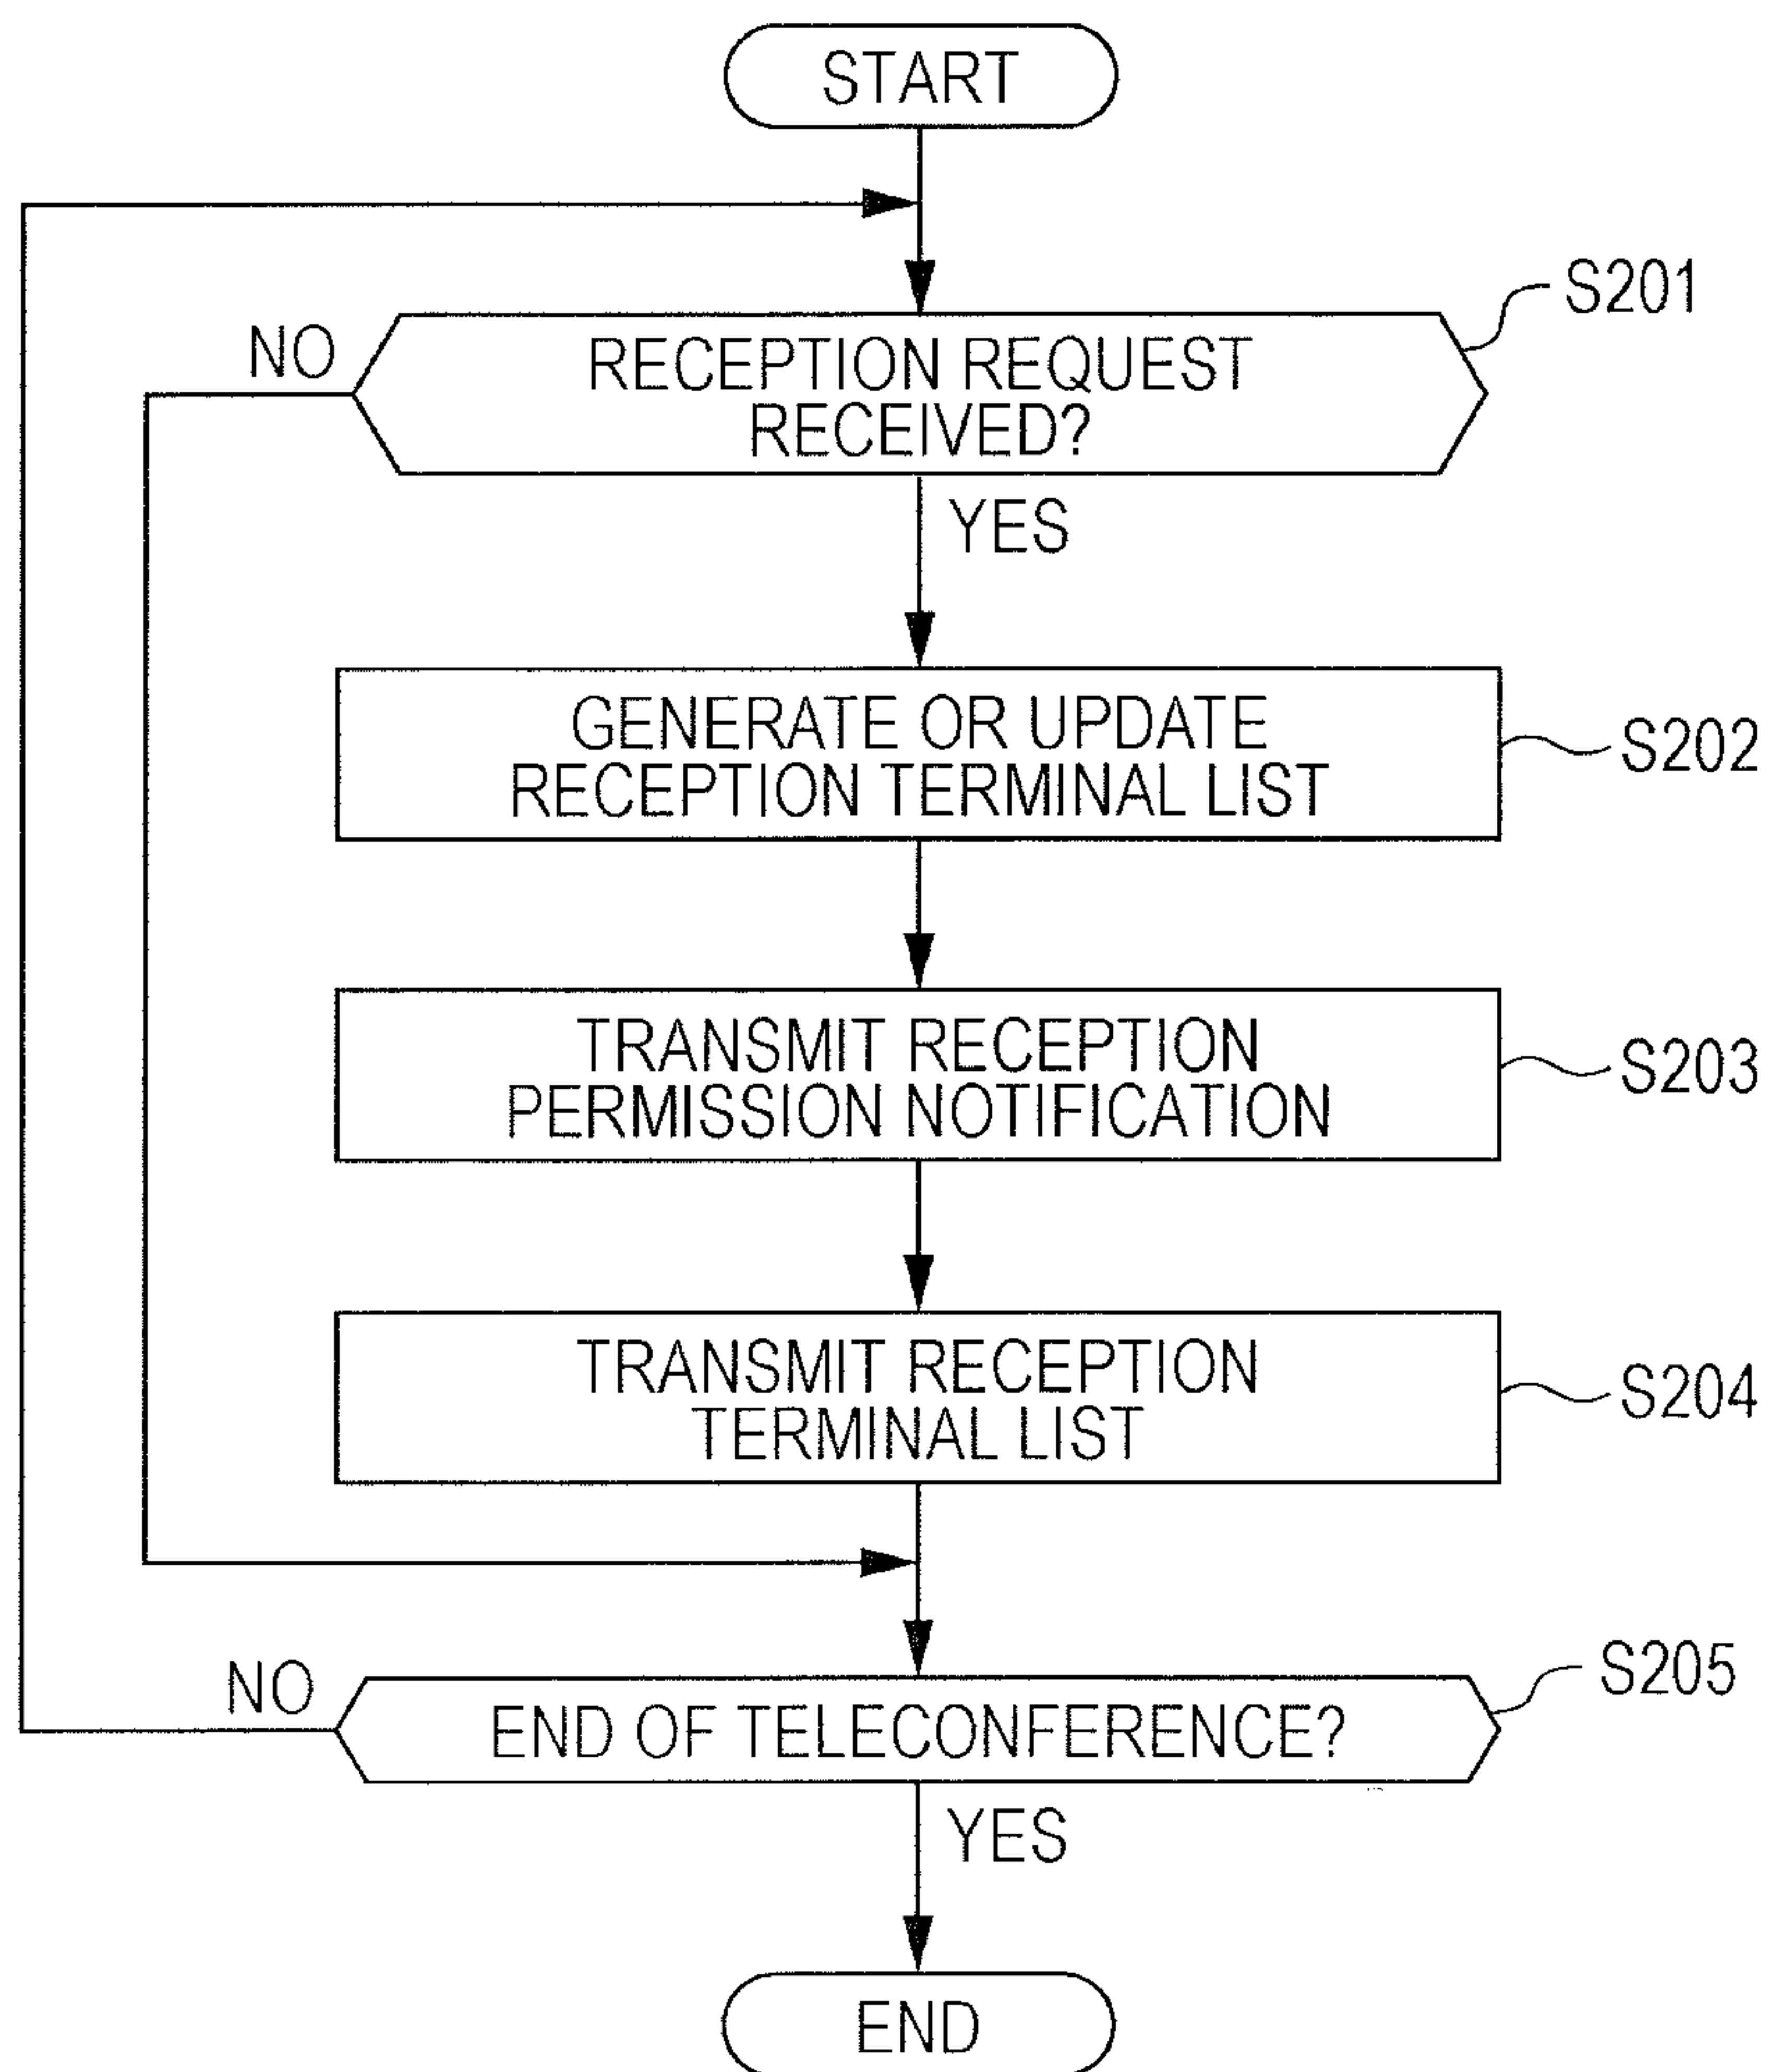 START
S201
NO
RECEPTION REQUEST
RECEIVED?
YES
GENERATE OR UPDATE
RECEPTION TERMINAL LIST
S202
TRANSMIT RECEPTION
PERMISSION NOTIFICATION
S203
TRANSMIT RECEPTION
TERMINAL LIST
S204
NO
END OF TELECONFERENCE?
S205
YES
END